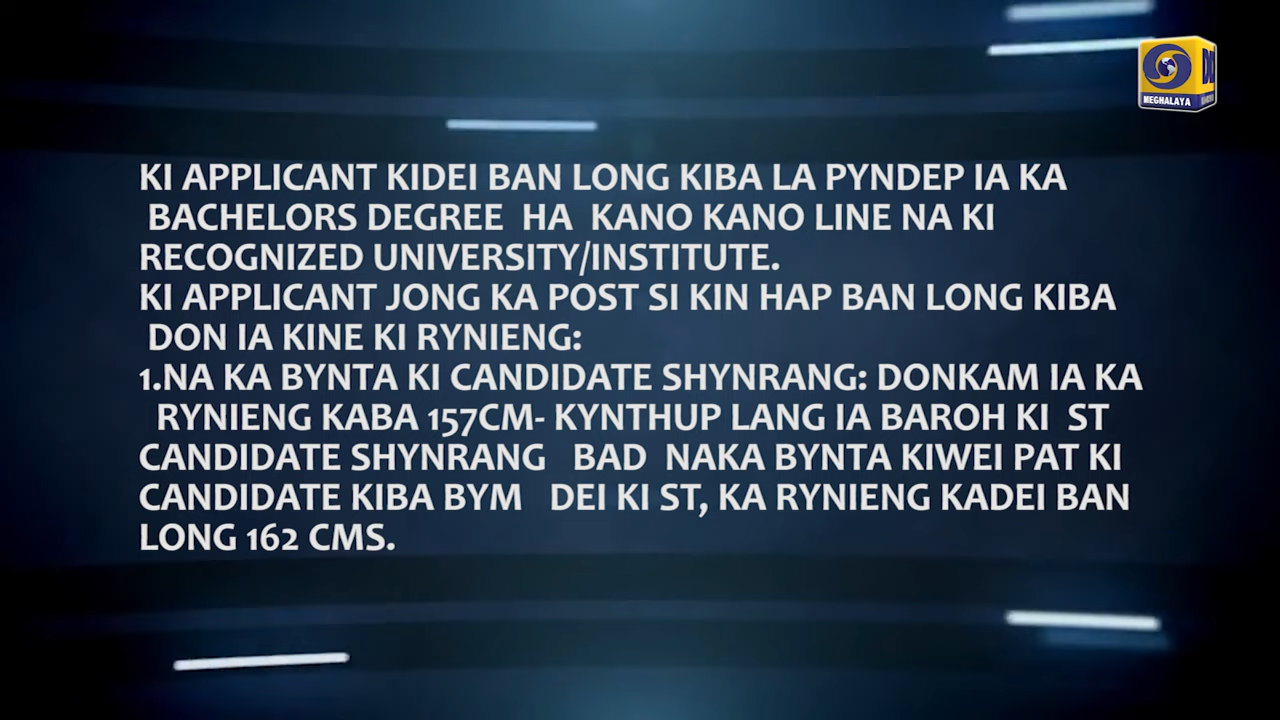 DD
MEGHALAYA
KI APPLICANT KIDEI BAN LONG KIBA LA PYNDEP IA KA
BACHELORS DEGREE HA KANO KANO LINE NA KI
RECOGNIZED UNIVERSITY/INSTITUTE.
KI APPLICANT JONG KA POST SI KIN HAP BAN LONG KIBA
DON IA KINE KI RYNIENG:
1.NA KA BYNTA KI CANDIDATE SHYNRANG: DONKAM IA KA
RYNIENG KABA 157CM- KYNTHUP LANG IA BAROH KI ST
CANDIDATE SHYNRANG BAD NAKA BYNTA KIWEI PAT KI
CANDIDATE KIBA BYM DEI KI ST, KA RYNIENG KADEI BAN
LONG 162 CMS.